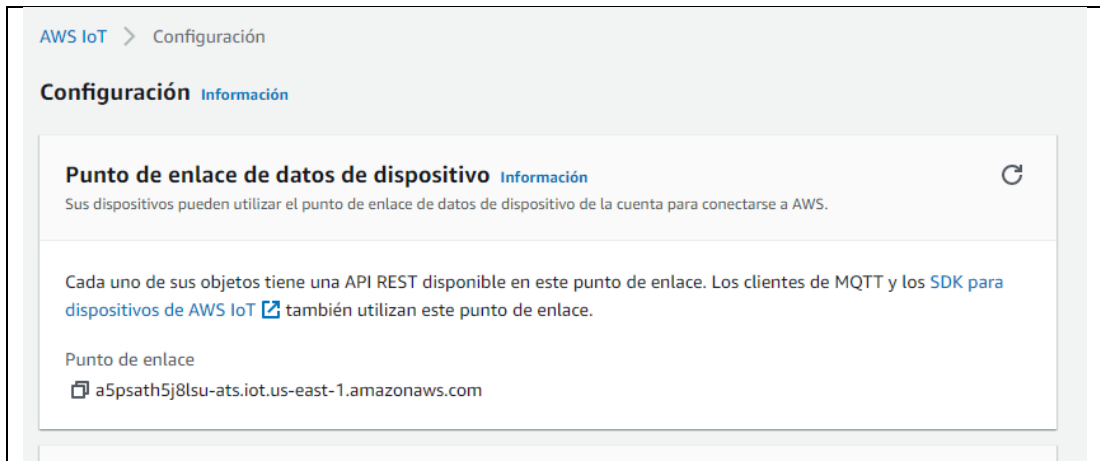 AWS IoT > Configuración
Configuración Información
Punto de enlace de datos de dispositivo Información
Sus dispositivos pueden utilizar el punto de enlace de datos de dispositivo de la cuenta para conectarse a AWS.
Cada uno de sus objetos tiene una API REST disponible en este punto de enlace. Los clientes de MQTT y los SDK para
dispositivos de AWS IoT también utilizan este punto de enlace.
Punto de enlace
a5psath5j8lsu-ats.iot.us-east-1.amazonaws.com